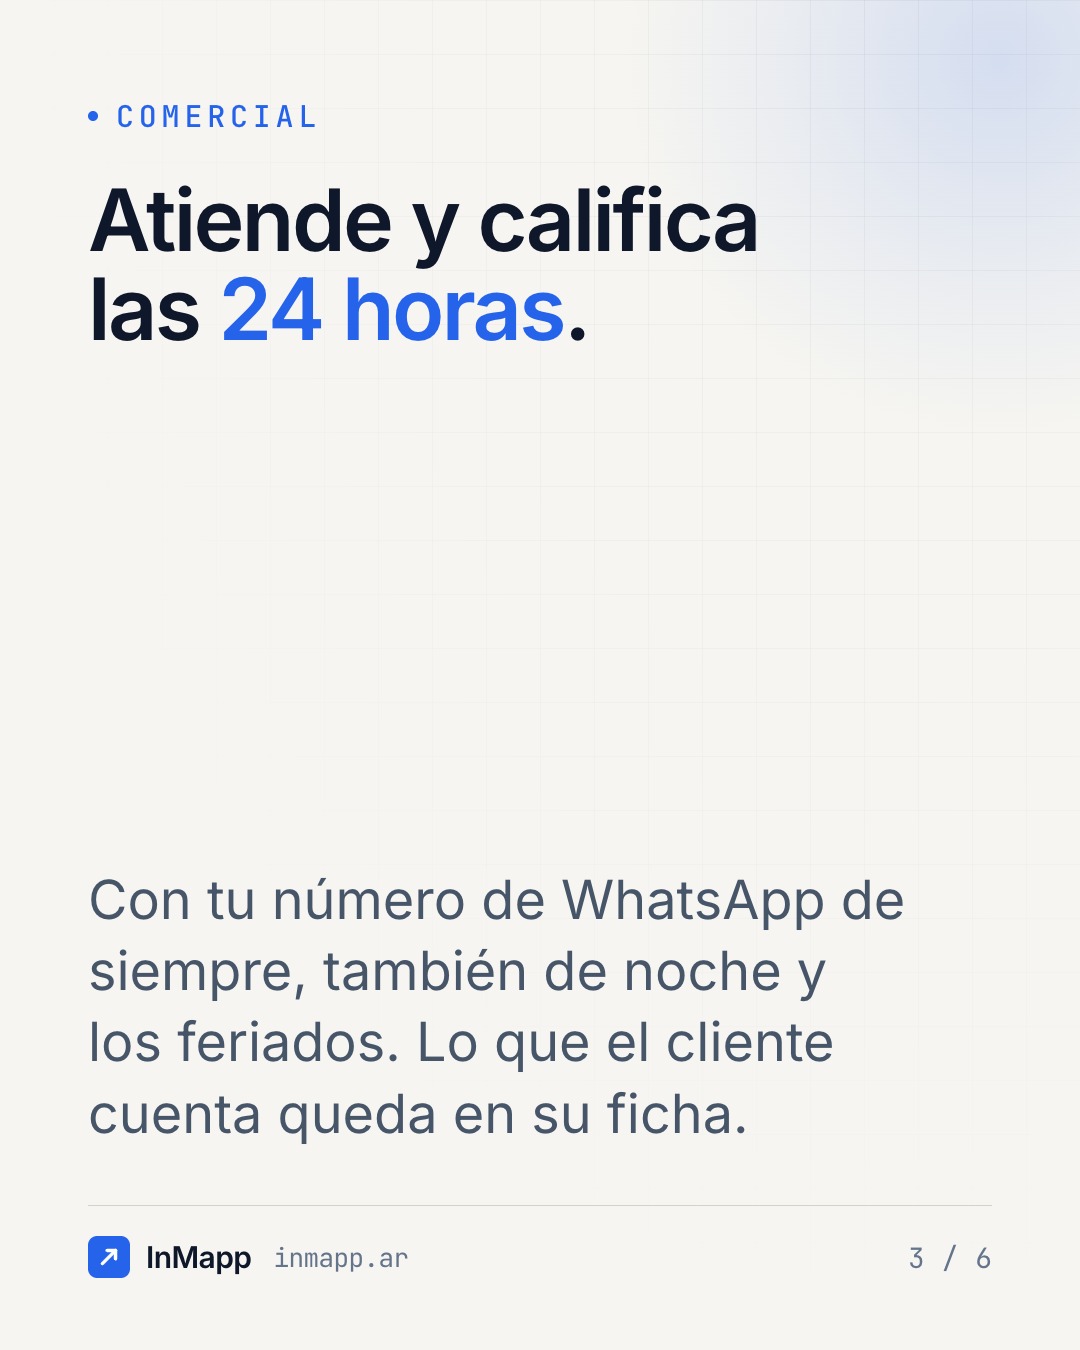 • COMERCIAL
Atiende y califica
las 24 horas.
Con tu número de WhatsApp de
siempre, también de noche y
los feriados. Lo que el cliente
cuenta queda en su ficha.
InMapp inmapp.ar 3 / 6